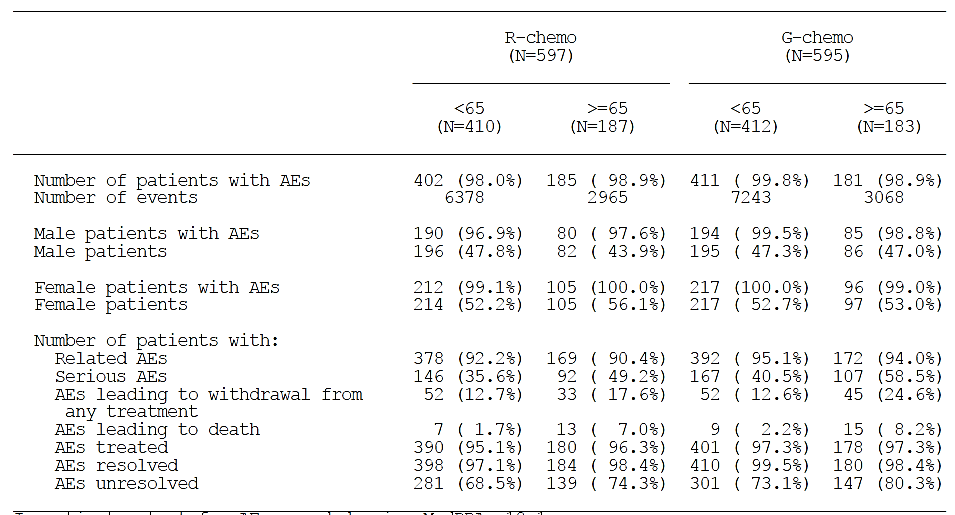 R-chemo G-chemo
(N=597) (N=595)
<65 >=65 <65 >=65
(N=410) (N=187) (N=412) (N=183)
Number of patients with AEs 402 (98.0%) 185 ( 98.9%) 411 ( 99.8%) 181 (98.9%)
Number of events 6378 2965 7243 3068
Male patients with AEs 190 (96.9%) 80 ( 97.6%) 194 ( 99.5%) 85 (98.8%)
Male patients 196 (47.8%) 82 ( 43.9%) 195 ( 47.3%) 86 (47.0%)
Female patients with AEs 212 (99.1%) 105 (100.0%) 217 (100.0%) 96 (99.0%)
Female patients 214 (52.2%) 105 ( 56.1%) 217 ( 52.7%) 97 (53.0%)
Number of patients with:
Related AEs 378 (92.2%) 169 ( 90.4%) 392 ( 95.1%) 172 (94.0%)
Serious AEs 146 (35.6%) 92 ( 49.2%) 167 ( 40.5%) 107 (58.5%)
AEs leading to withdrawal from 52 (12.7%) 33 ( 17.6%) 52 ( 12.6%) 45 (24.6%)
any treatment
AEs leading to death 7 ( 1.7%) 13 ( 7.0%) 9 ( 2.2%) 15 ( 8.2%)
AEs treated 390 (95.1%) 180 ( 96.3%) 401 ( 97.3%) 178 (97.3%)
AEs resolved 398 (97.1%) 184 ( 98.4%) 410 ( 99.5%) 180 (98.4%)
AEs unresolved 281 (68.5%) 139 ( 74.3%) 301 ( 73.1%) 147 (80.3%)